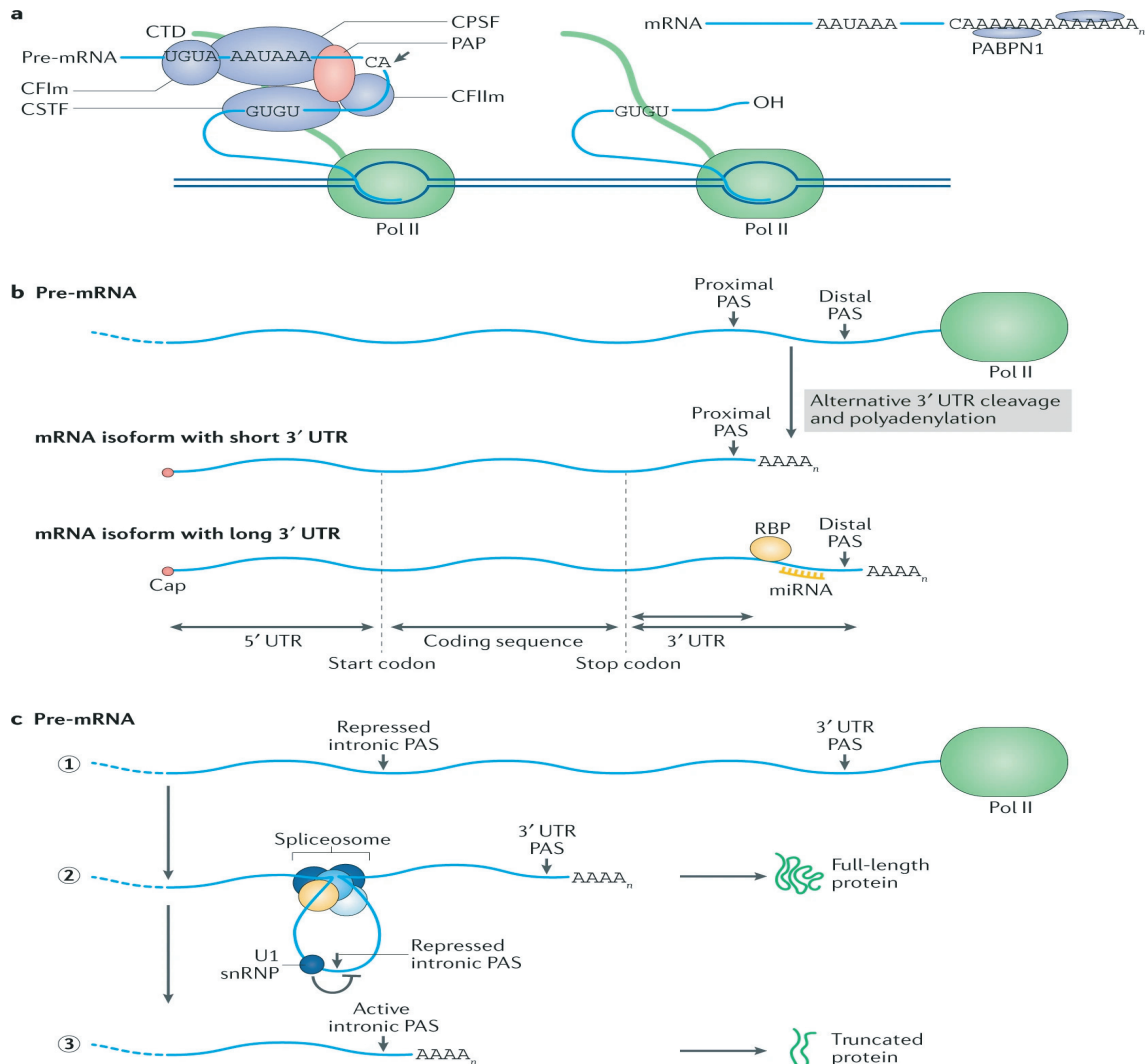 a
CTD
CPSF
PAP
Pre-mRNA
UGUA
AAUAAA
CA
CFIm
CSTF
GUGU
CFIIm
Pol II
mRNA
AAUAAA
CAAAAAAAAAAAAAn
PABPN1
GUGU
OH
Pol II
b Pre-mRNA
Proximal
PAS
Distal
PAS
Pol II
Alternative 3′ UTR cleavage
and polyadenylation
mRNA isoform with short 3′ UTR
Proximal
PAS
AAAAn
mRNA isoform with long 3′ UTR
RBP
Distal
PAS
AAAAn
Cap
miRNA
5′ UTR
Coding sequence
3′ UTR
Start codon
Stop codon
c Pre-mRNA
Repressed
intronic PAS
3′ UTR
PAS
①
Pol II
Spliceosome
3′ UTR
PAS
②
AAAAn
Full-length
protein
U1
snRNP
Repressed
intronic PAS
Active
intronic PAS
③
AAAAn
Truncated
protein